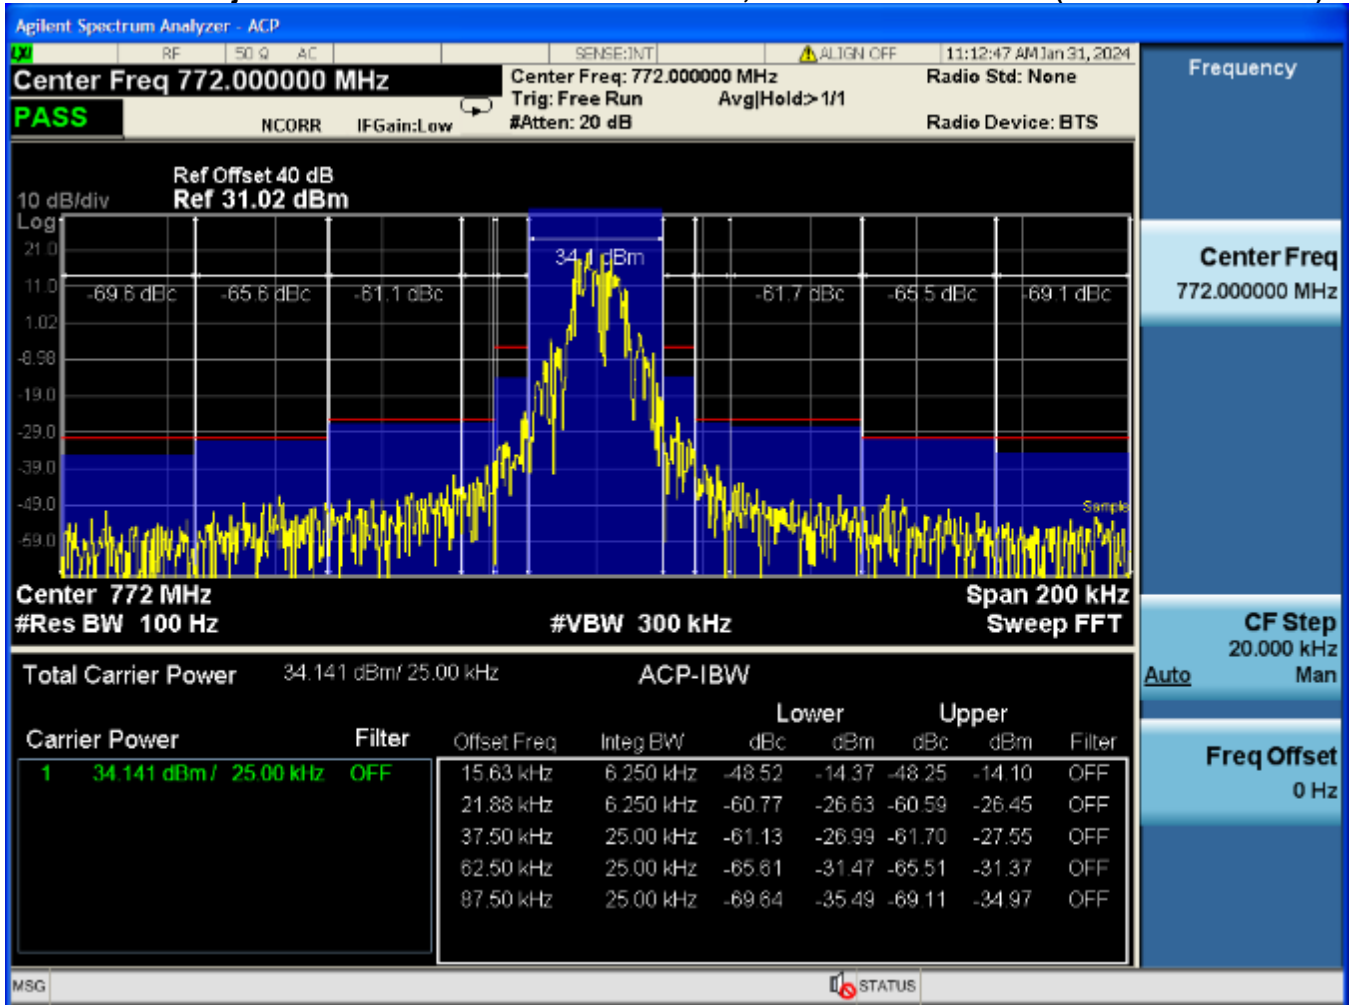 Agilent Spectrum Analyzer - ACP
LXI RF 50 Ω AC SENSE:INT ALIGN OFF 11:12:47 AM Jan 31, 2024
Center Freq 772.000000 MHz
Center Freq: 772.000000 MHz Radio Std: None
Trig: Free Run Avg|Hold:>1/1
PASS NCORR IFGain:Low #Atten: 20 dB Radio Device: BTS
Ref Offset 40 dB
10 dB/div Ref 31.02 dBm
Log
21.0
34.1 dBm
11.0
-69.6 dBc -65.6 dBc -61.1 dBc -61.7 dBc -65.5 dBc -69.1 dBc
1.02
-8.98
-19.0
-29.0
-39.0
-49.0
Sample
-59.0
Center 772 MHz Span 200 kHz
#Res BW 100 Hz #VBW 300 kHz Sweep FFT
Total Carrier Power 34.141 dBm/ 25.00 kHz ACP-IBW
Lower Upper
Carrier Power Filter Offset Freq Integ BW dBc dBm dBc dBm Filter
1 34.141 dBm / 25.00 kHz OFF 15.63 kHz 6.250 kHz -48.52 -14.37 -48.25 -14.10 OFF
21.88 kHz 6.250 kHz -60.77 -26.63 -60.59 -26.45 OFF
37.50 kHz 25.00 kHz -61.13 -26.99 -61.70 -27.55 OFF
62.50 kHz 25.00 kHz -65.61 -31.47 -65.51 -31.37 OFF
87.50 kHz 25.00 kHz -69.64 -35.49 -69.11 -34.97 OFF
MSG STATUS
Frequency
Center Freq
772.000000 MHz
CF Step
20.000 kHz
Auto Man
Freq Offset
0 Hz